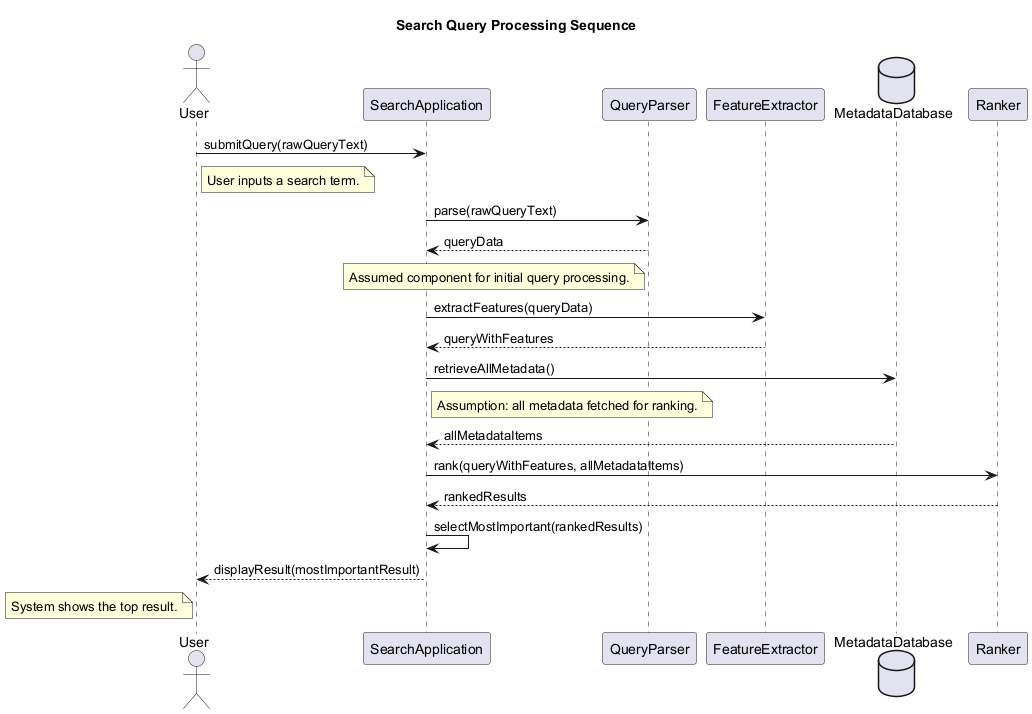 Search Query Processing Sequence
User
SearchApplication
QueryParser
FeatureExtractor
MetadataDatabase
Ranker
submitQuery(rawQueryText)
User inputs a search term.
parse(rawQueryText)
queryData
Assumed component for initial query processing.
extractFeatures(queryData)
queryWithFeatures
retrieveAllMetadata()
Assumption: all metadata fetched for ranking.
allMetadataItems
rank(queryWithFeatures, allMetadataItems)
rankedResults
selectMostImportant(rankedResults)
displayResult(mostImportantResult)
System shows the top result.
User
SearchApplication
QueryParser
FeatureExtractor
MetadataDatabase
Ranker